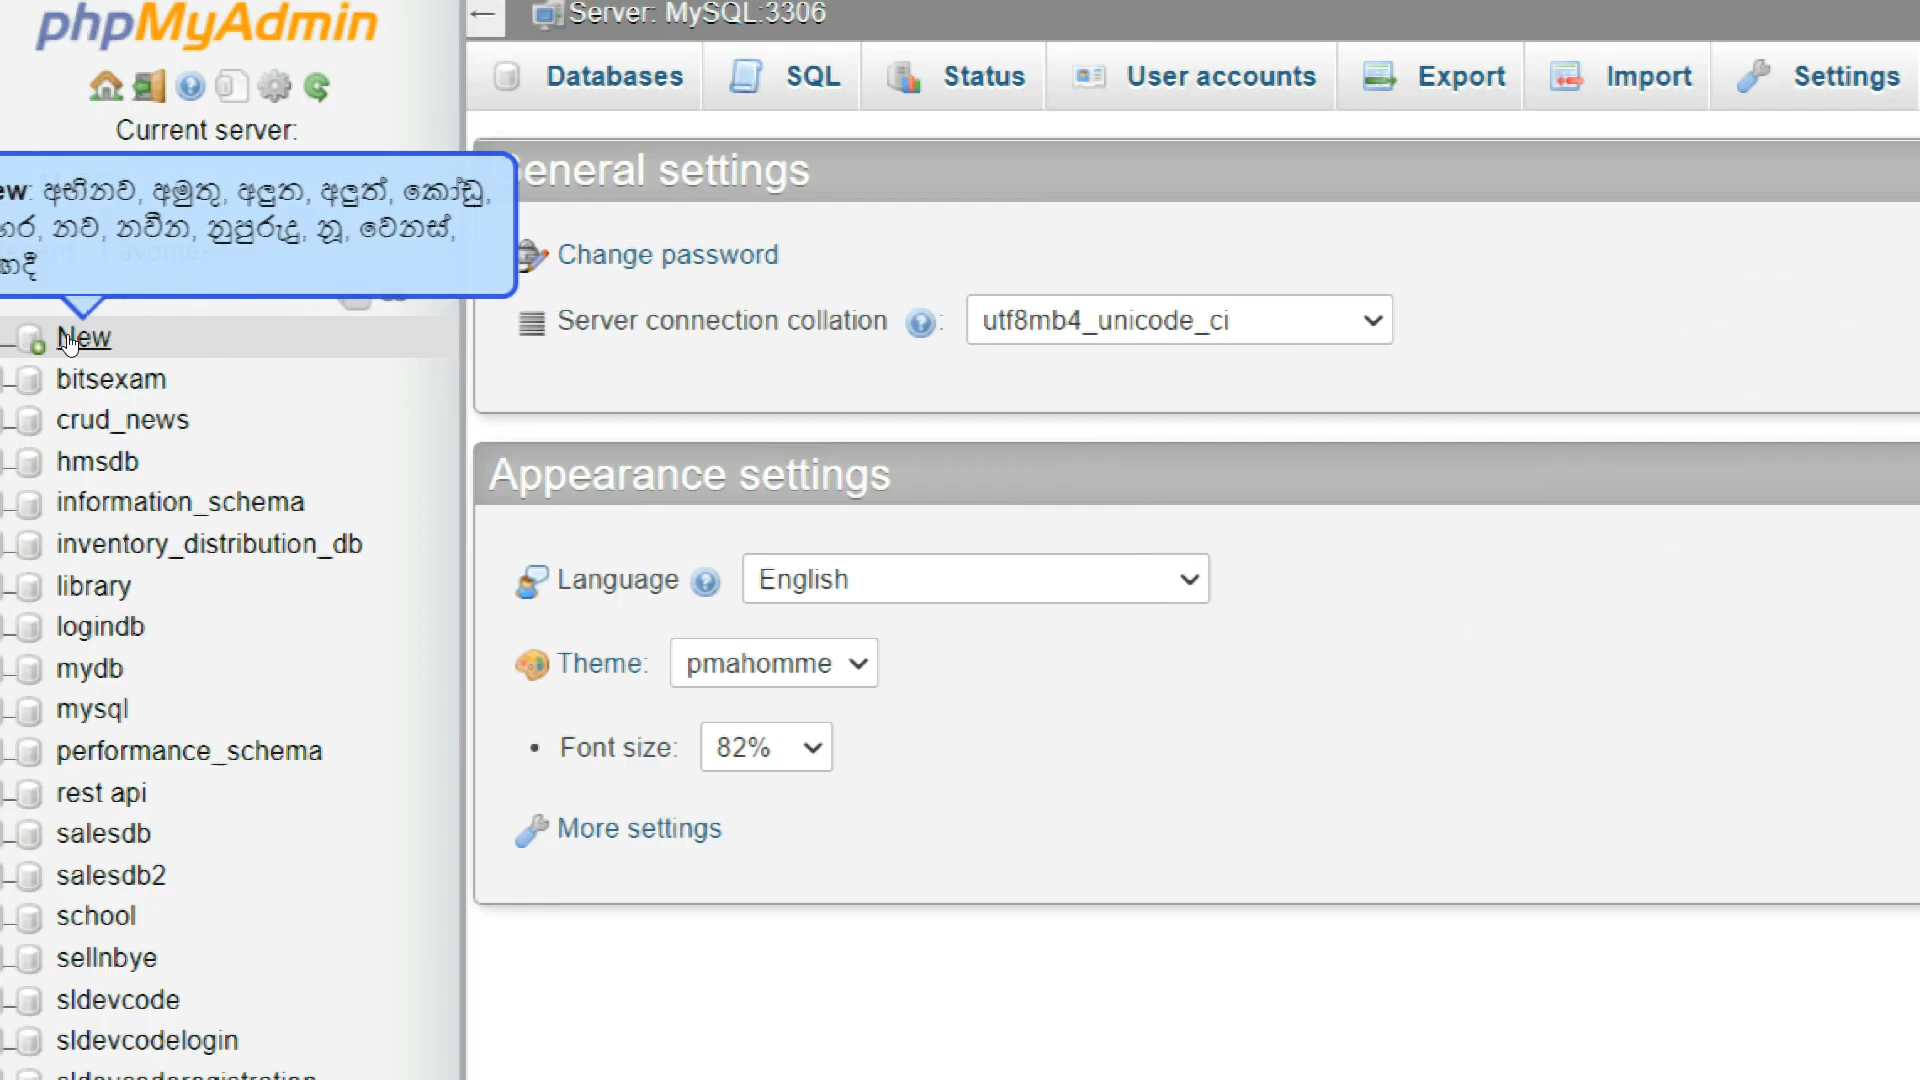 phpMyAdmin
Current server:
ew: අභිනව, අමුතු, අලුත, අලුත්, කෝඩු,
නව, නවීන, නුපුරුදු, නූ, වෙනස්,
Favorites
New
bitsexam
crud_news
hmsdb
information_schema
inventory_distribution_db
library
logindb
mydb
mysql
performance_schema
rest api
salesdb
salesdb2
school
sellnbye
sldevcode
sldevcodelogin
sldevcoderegistration
Server: MySQL:3306
Databases SQL Status User accounts Export Import Settings
eneral settings
Change password
Server connection collation : utf8mb4_unicode_ci
Appearance settings
Language English
Theme: pmahomme
• Font size: 82%
More settings